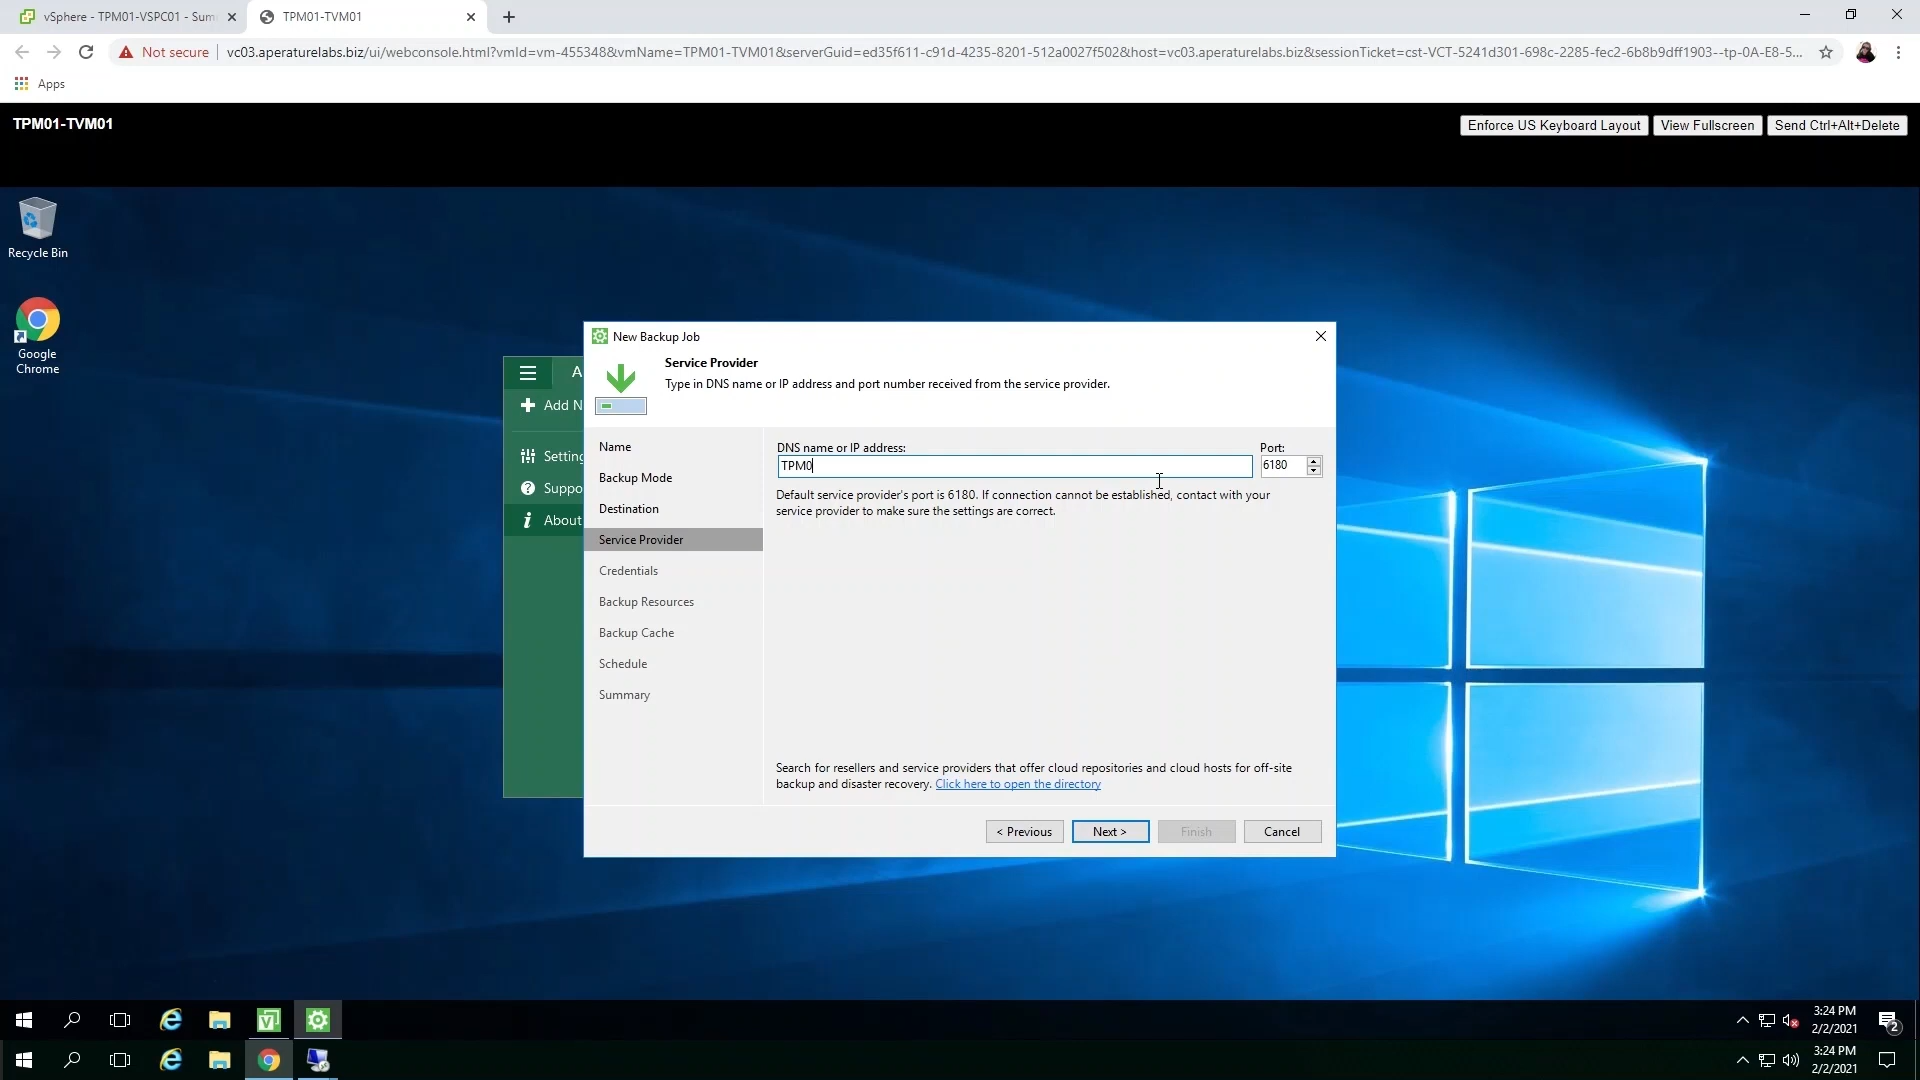 vSphere - TPM01-VSPC01 - Sum
TPM01-TVM01
Not secure
vc03.aperaturelabs.biz/ui/webconsole.html?vmId=vm-455348&vmName=TPM01-TVM01&serverGuid=ed35f611-c91d-4235-8201-512a0027f502&host=vc03.aperaturelabs.biz&sessionTicket=cst-VCT-5241d301-698c-2285-fec2-6b8b9dff1903--tp-0A-E8-5...
Apps
TPM01-TVM01
Enforce US Keyboard Layout
View Fullscreen
Send Ctrl+Alt+Delete
Recycle Bin
Google
Chrome
A
Add N
Setting
Suppo
About
New Backup Job
Service Provider
Type in DNS name or IP address and port number received from the service provider.
Name
Backup Mode
Destination
Service Provider
Credentials
Backup Resources
Backup Cache
Schedule
Summary
DNS name or IP address:
Port:
TPM0
6180
Default service provider's port is 6180. If connection cannot be established, contact with your
service provider to make sure the settings are correct.
Search for resellers and service providers that offer cloud repositories and cloud hosts for off-site
backup and disaster recovery. Click here to open the directory
< Previous
Next >
Finish
Cancel
3:24 PM
2/2/2021
2
3:24 PM
2/2/2021